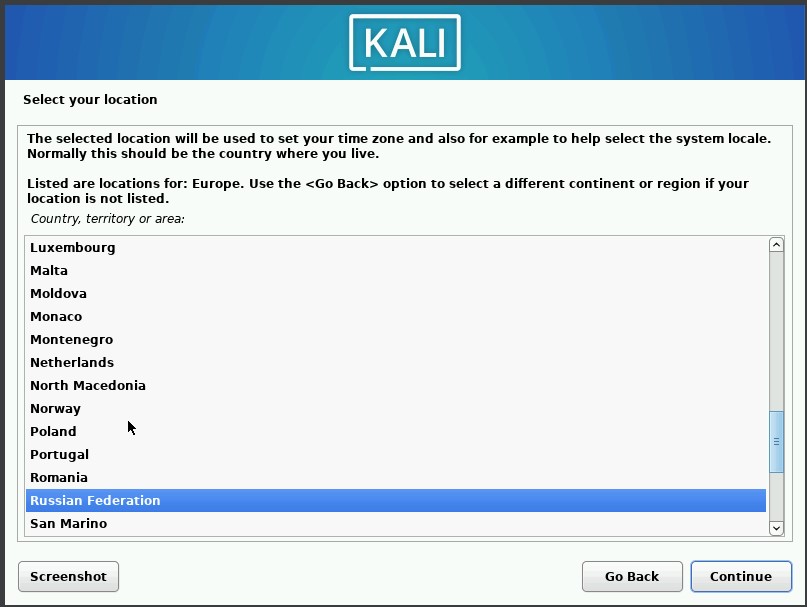 KALI
Select your location
The selected location will be used to set your time zone and also for example to help select the system locale.
Normally this should be the country where you live.
Listed are locations for: Europe. Use the <Go Back> option to select a different continent or region if your
location is not listed.
Country, territory or area:
Luxembourg
Malta
Moldova
Monaco
Montenegro
Netherlands
North Macedonia
Norway
Poland
Portugal
Romania
Russian Federation
San Marino
Screenshot
Go Back
Continue